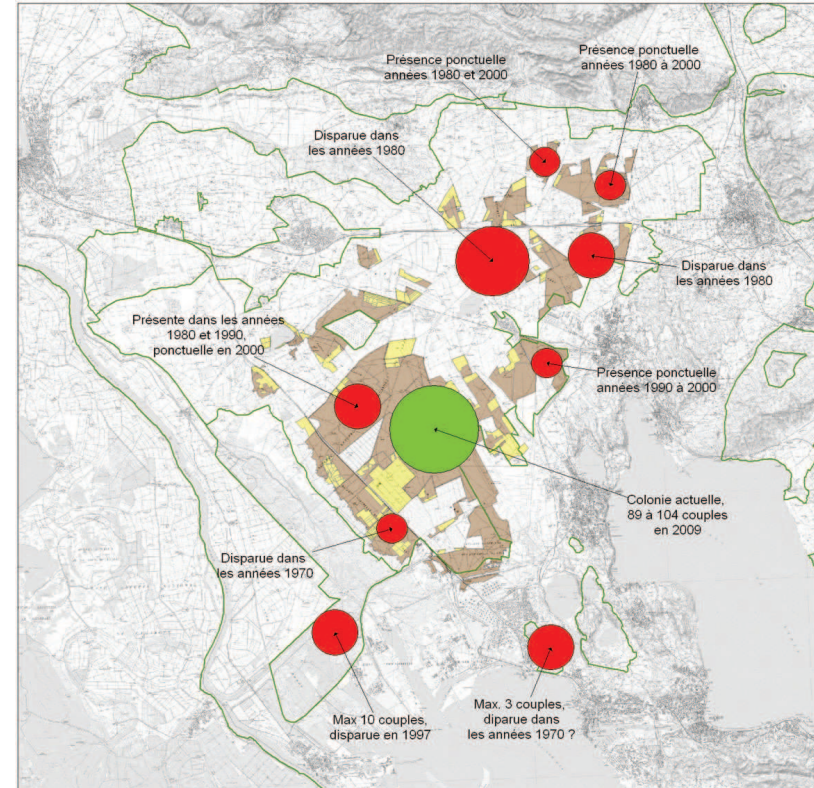 Présence ponctuelle
années 1980 et 2000
Présence ponctuelle
années 1980 à 2000
Disparue dans
les années 1980
Disparue dans
les années 1980
Présente dans les années
1980 et 1990,
ponctuelle en 2000
Présence ponctuelle
années 1990 à 2000
Colonie actuelle,
89 à 104 couples
en 2009
Disparue dans
les années 1970
Max 10 couples,
disparue en 1997
Max. 3 couples,
diparue dans
les années 1970 ?